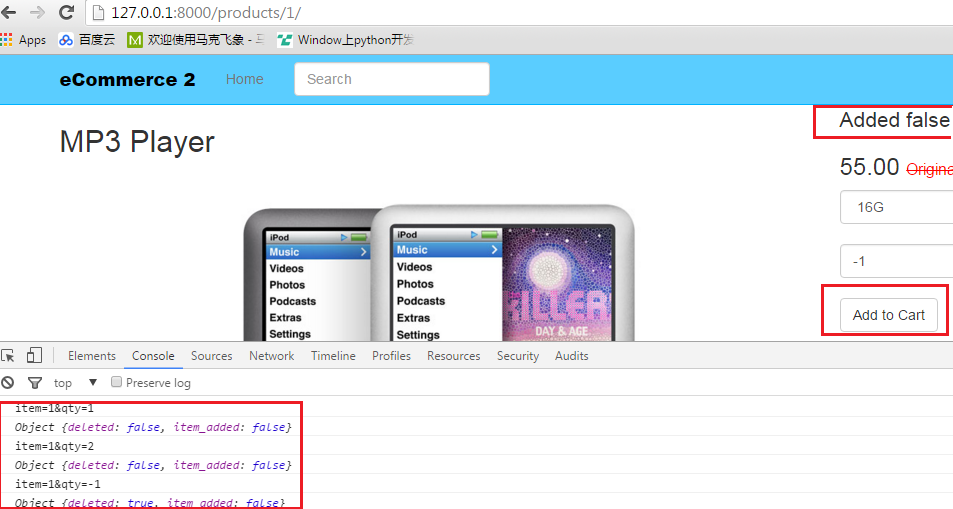 127.0.0.1:8000/products/1/
Apps 百度云 欢迎使用马克飞象 - 马 Window上python开发
eCommerce 2 Home Search
MP3 Player
Added false
55.00 Origina
16G
-1
Add to Cart
iPod
Music
Videos
Photos
Podcasts
Extras
Settings
iPod
Music
Videos
Photos
Podcasts
Extras
Settings
KILLER
DAY & AGE
Elements Console Sources Network Timeline Profiles Resources Security Audits
top Preserve log
item=1&qty=1
Object {deleted: false, item_added: false}
item=1&qty=2
Object {deleted: false, item_added: false}
item=1&qty=-1
Object {deleted: true, item_added: false}